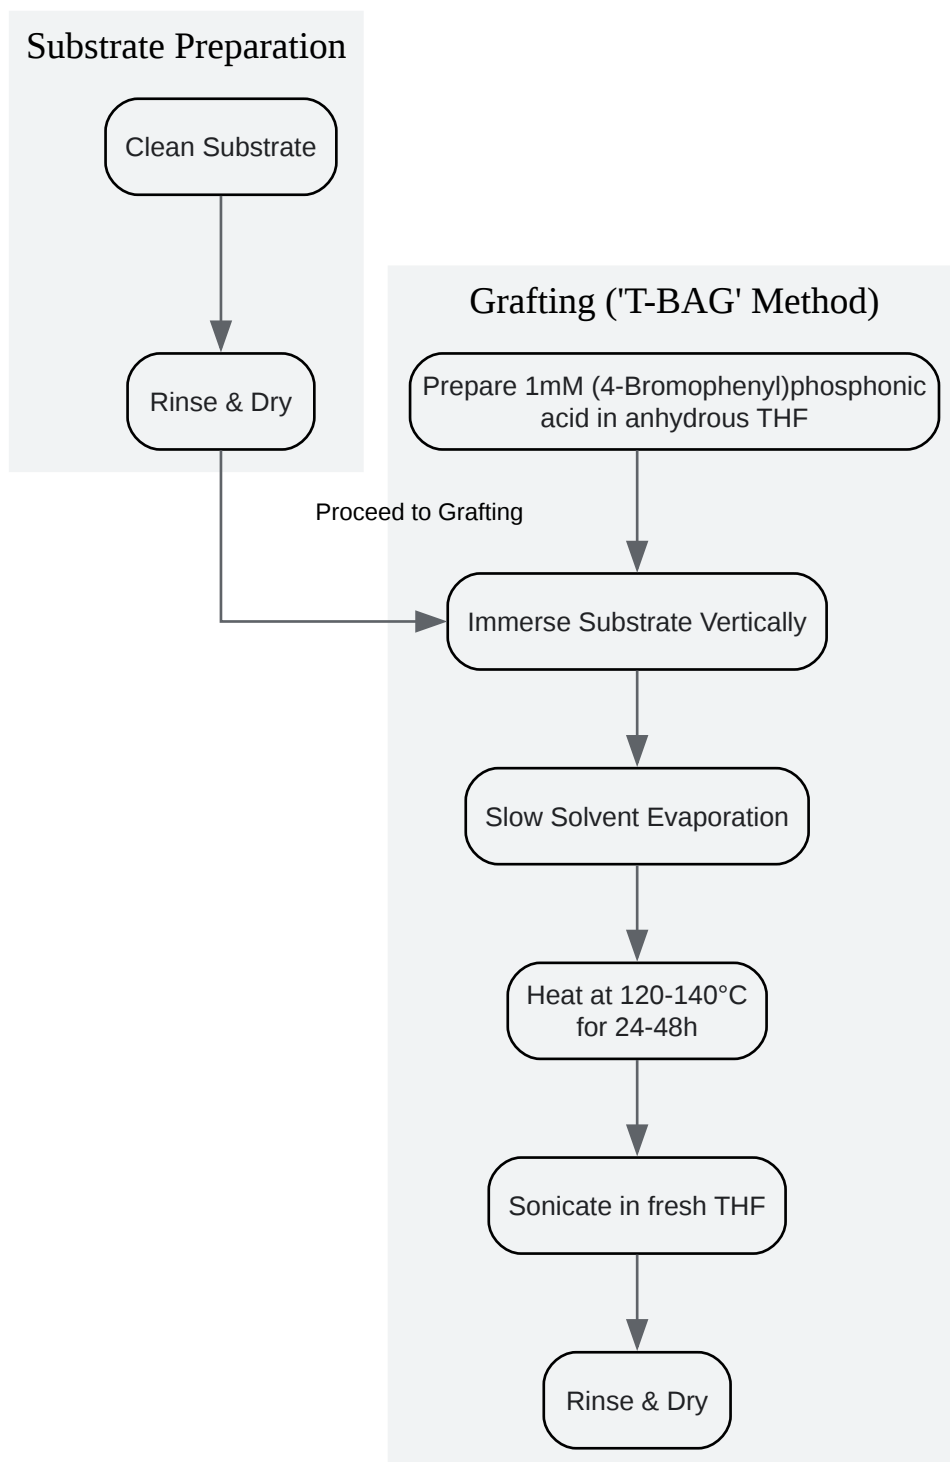 Substrate Preparation
Clean Substrate
Rinse & Dry
Proceed to Grafting
Grafting ('T-BAG' Method)
Prepare 1mM (4-Bromophenyl)phosphonic
acid in anhydrous THF
Immerse Substrate Vertically
Slow Solvent Evaporation
Heat at 120-140°C
for 24-48h
Sonicate in fresh THF
Rinse & Dry